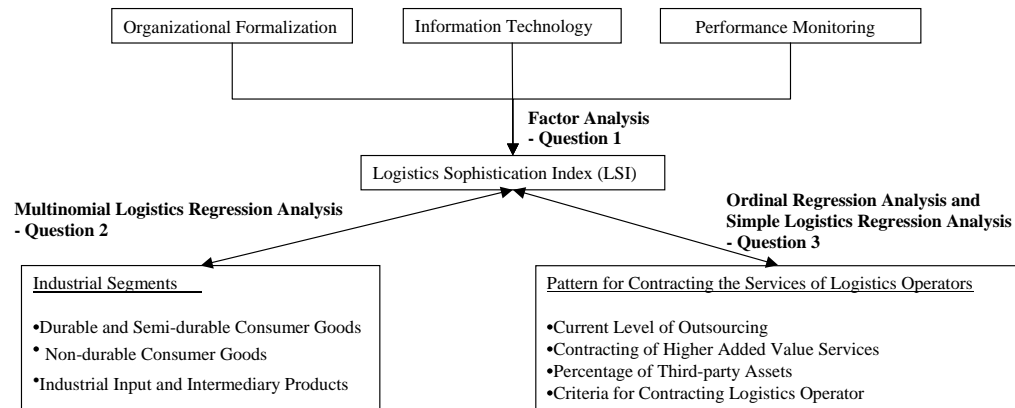 Organizational Formalization
Information Technology
Performance Monitoring
Factor Analysis
- Question 1
Logistics Sophistication Index (LSI)
Multinomial Logistics Regression Analysis
- Question 2
Ordinal Regression Analysis and
Simple Logistics Regression Analysis
- Question 3
Industrial Segments
•Durable and Semi-durable Consumer Goods
• Non-durable Consumer Goods
•Industrial Input and Intermediary Products
Pattern for Contracting the Services of Logistics Operators
•Current Level of Outsourcing
•Contracting of Higher Added Value Services
•Percentage of Third-party Assets
•Criteria for Contracting Logistics Operator